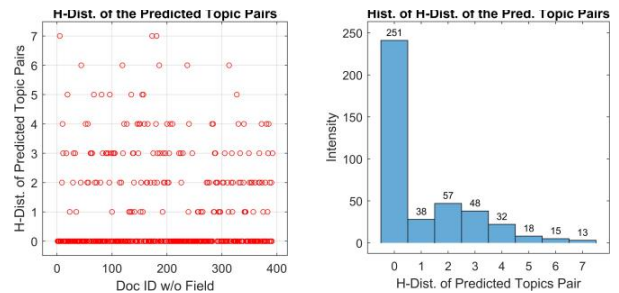 H-Dist. of the Predicted Topic Pairs
7
6
5
4
3
2
1
0
H-Dist. of Predicted Topic Pairs
0 100 200 300 400
Doc ID w/o Field
Hist. of H-Dist. of the Pred. Topic Pairs
250
200
150
100
50
0
Intensity
251
38
57
48
32
18
15
13
0 1 2 3 4 5 6 7
H-Dist. of Predicted Topics Pair